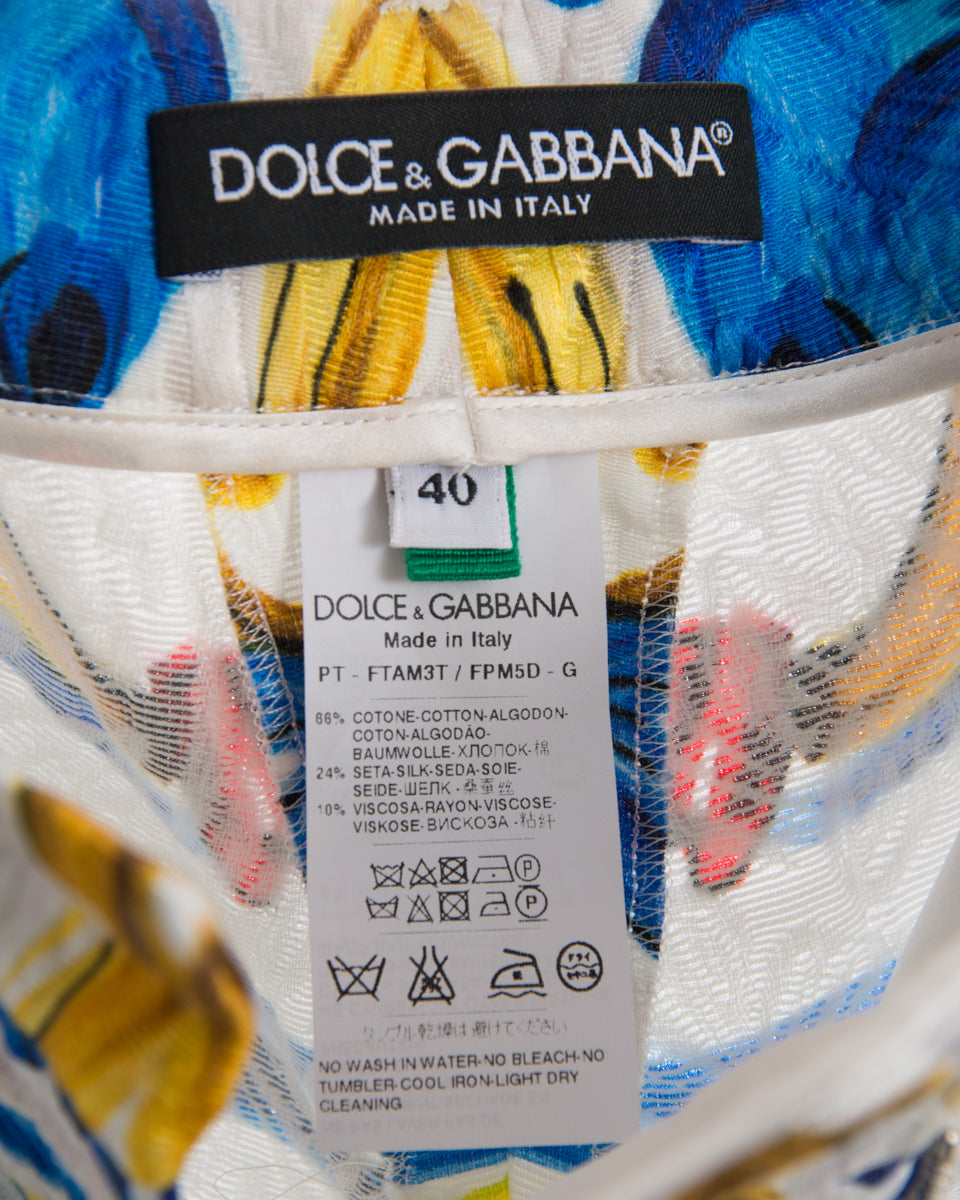 DOLCE & GABBANA®
MADE IN ITALY
40
DOLCE & GABBANA
Made in Italy
PT - FTAM3T / FPM5D - G
66% COTONE-COTTON-ALGODON-
COTON-ALGODÃO-
BAUMWOLLE-ХЛОПОК-棉
24% SETA-SILK-SEDA-SOIE-
SEIDE-ШЕЛК-桑蚕丝
10% VISCOSA-RAYON-VISCOSE-
VISKOSE-ВИСКОЗА-粘纤
P
P
ドライ
タンブル乾燥は避けてください
NO WASH IN WATER-NO BLEACH-NO
TUMBLER-COOL IRON-LIGHT DRY
CLEANING